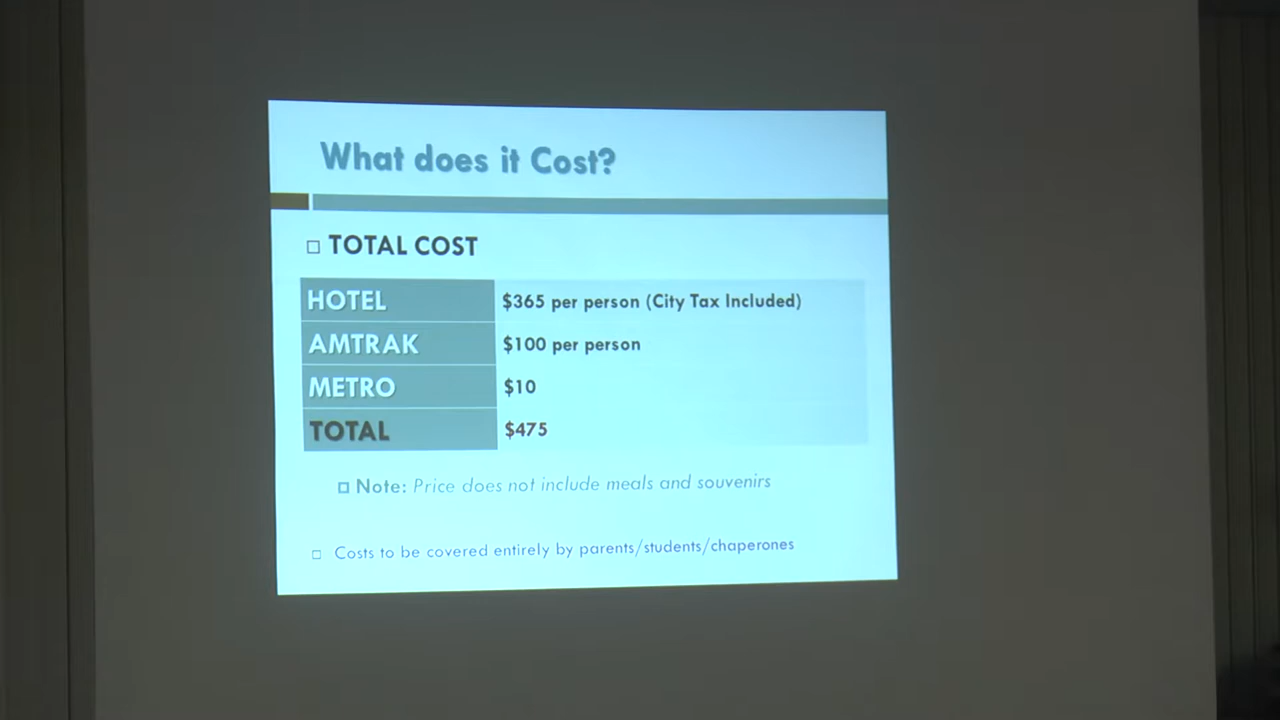 What does it Cost?
TOTAL COST
HOTEL $365 per person (City Tax Included)
AMTRAK $100 per person
METRO $10
TOTAL $475
Note: Price does not include meals and souvenirs
Costs to be covered entirely by parents/students/chaperones